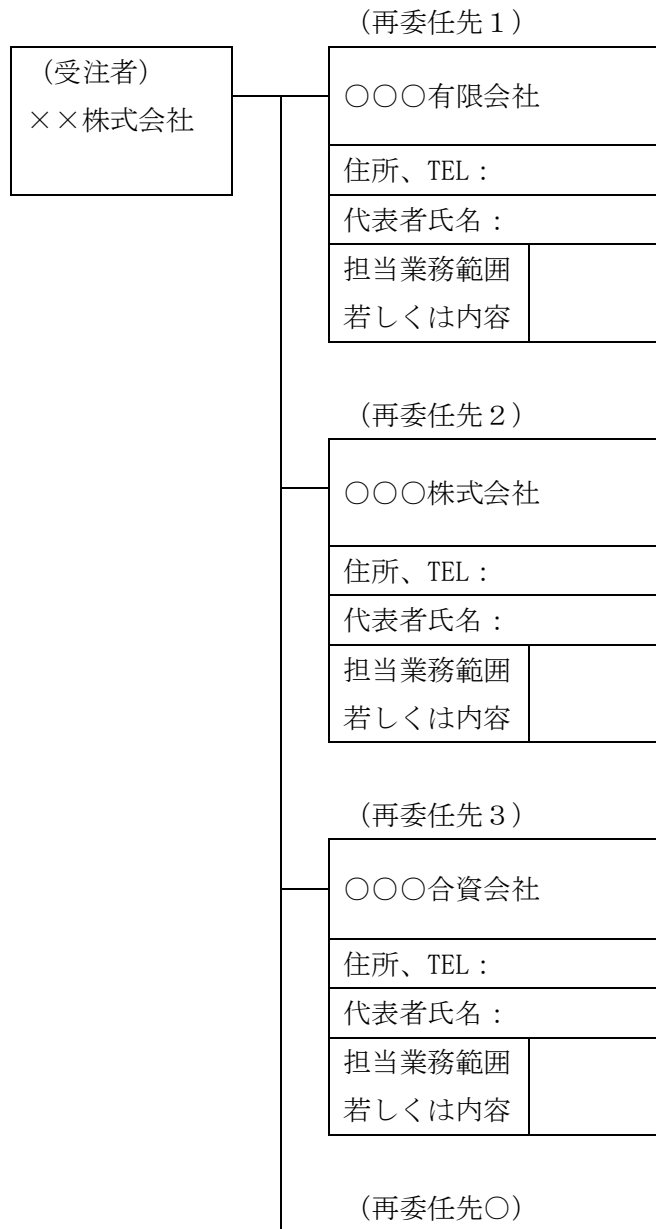 （再委任先１）
（受注者）
××株式会社
○○○有限会社
住所、TEL：
代表者氏名：
担当業務範囲
若しくは内容
（再委任先２）
○○○株式会社
住所、TEL：
代表者氏名：
担当業務範囲
若しくは内容
（再委任先３）
○○○合資会社
住所、TEL：
代表者氏名：
担当業務範囲
若しくは内容
（再委任先○）